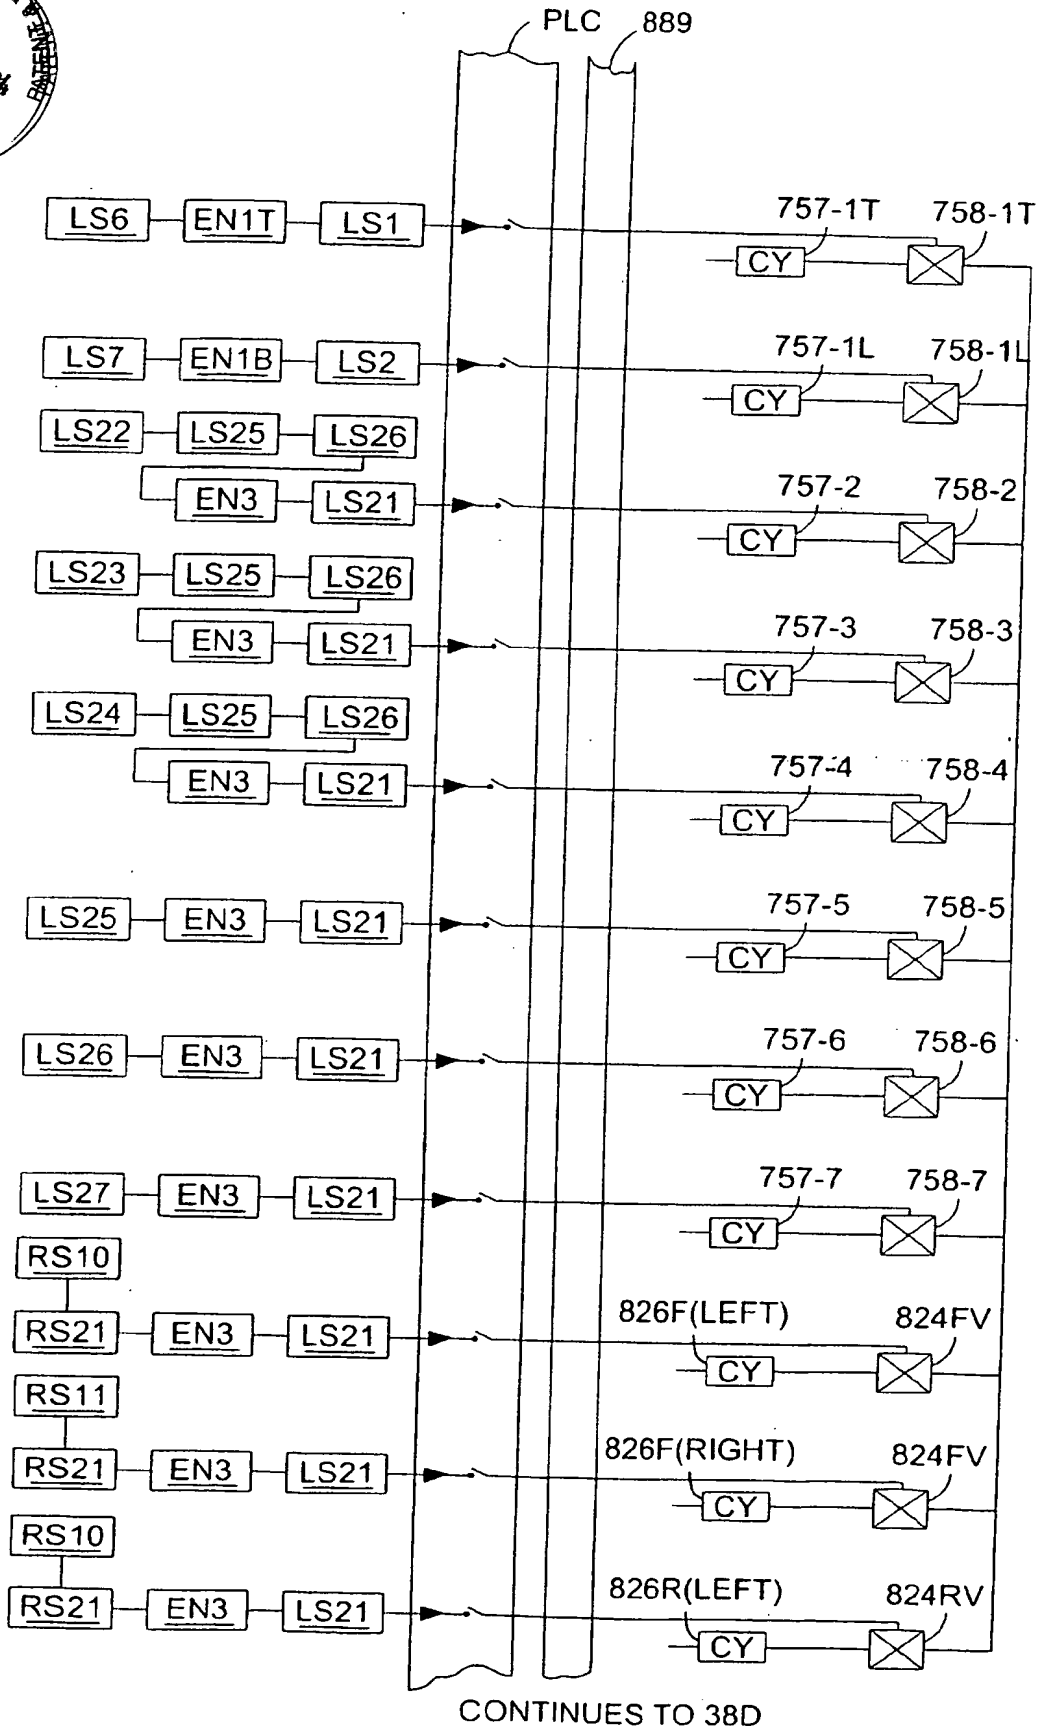 PLC 889
PATENT & 
757-1T 758-1T
LS6 EN1T LS1 CY
757-1L 758-1L
LS7 EN1B LS2 CY
LS22 LS25 LS26
757-2 758-2
EN3 LS21 CY
LS23 LS25 LS26
757-3 758-3
EN3 LS21 CY
LS24 LS25 LS26
757-4 758-4
EN3 LS21 CY
757-5 758-5
LS25 EN3 LS21 CY
757-6 758-6
LS26 EN3 LS21 CY
757-7 758-7
LS27 EN3 LS21 CY
RS10
826F(LEFT) 824FV
RS21 EN3 LS21 CY
RS11
826F(RIGHT) 824FV
RS21 EN3 LS21 CY
RS10
826R(LEFT) 824RV
RS21 EN3 LS21 CY
CONTINUES TO 38D